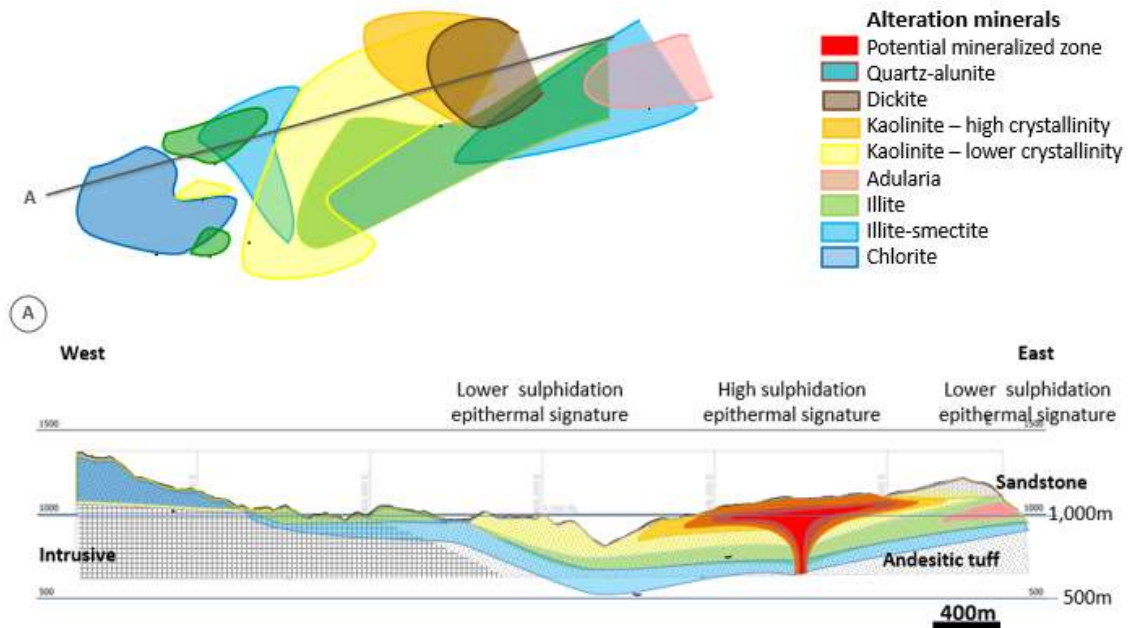 Alteration minerals
Potential mineralized zone
Quartz-alunite
Dickite
Kaolinite – high crystallinity
Kaolinite – lower crystallinity
Adularia
Illite
Illite-smectite
Chlorite
A
A
West
East
Lower sulphidation
epithermal signature
High sulphidation
epithermal signature
Lower sulphidation
epithermal signature
1500
1500
Sandstone
1000
1000
1,000m
Intrusive
Andesitic tuff
500
500
500m
400m